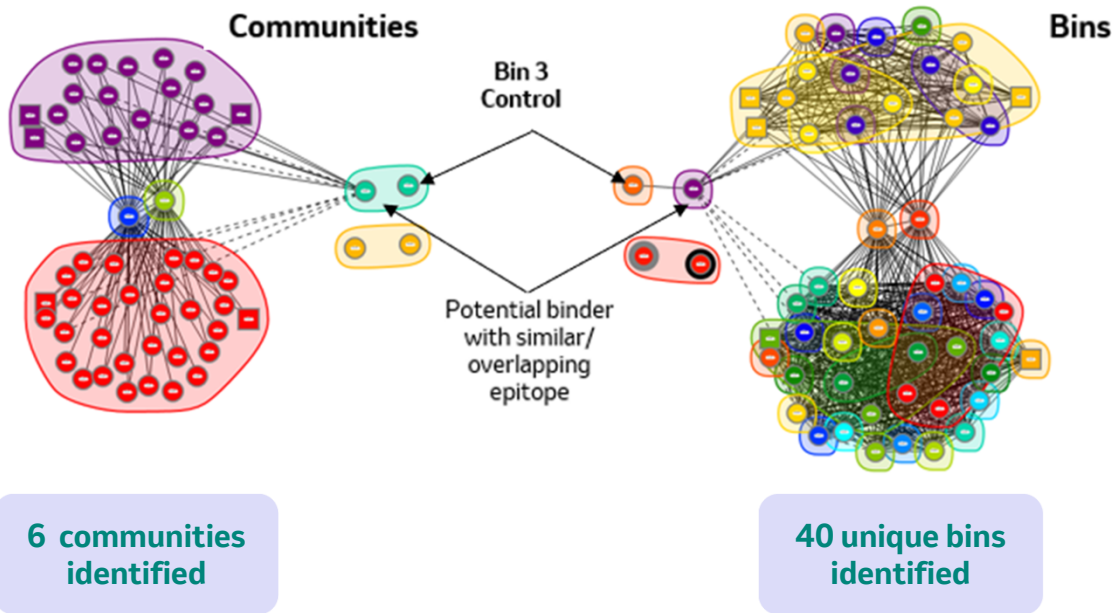 Communities
Bins
Bin 3
Control
Potential binder
with similar/
overlapping
epitope
6 communities
identified
40 unique bins
identified